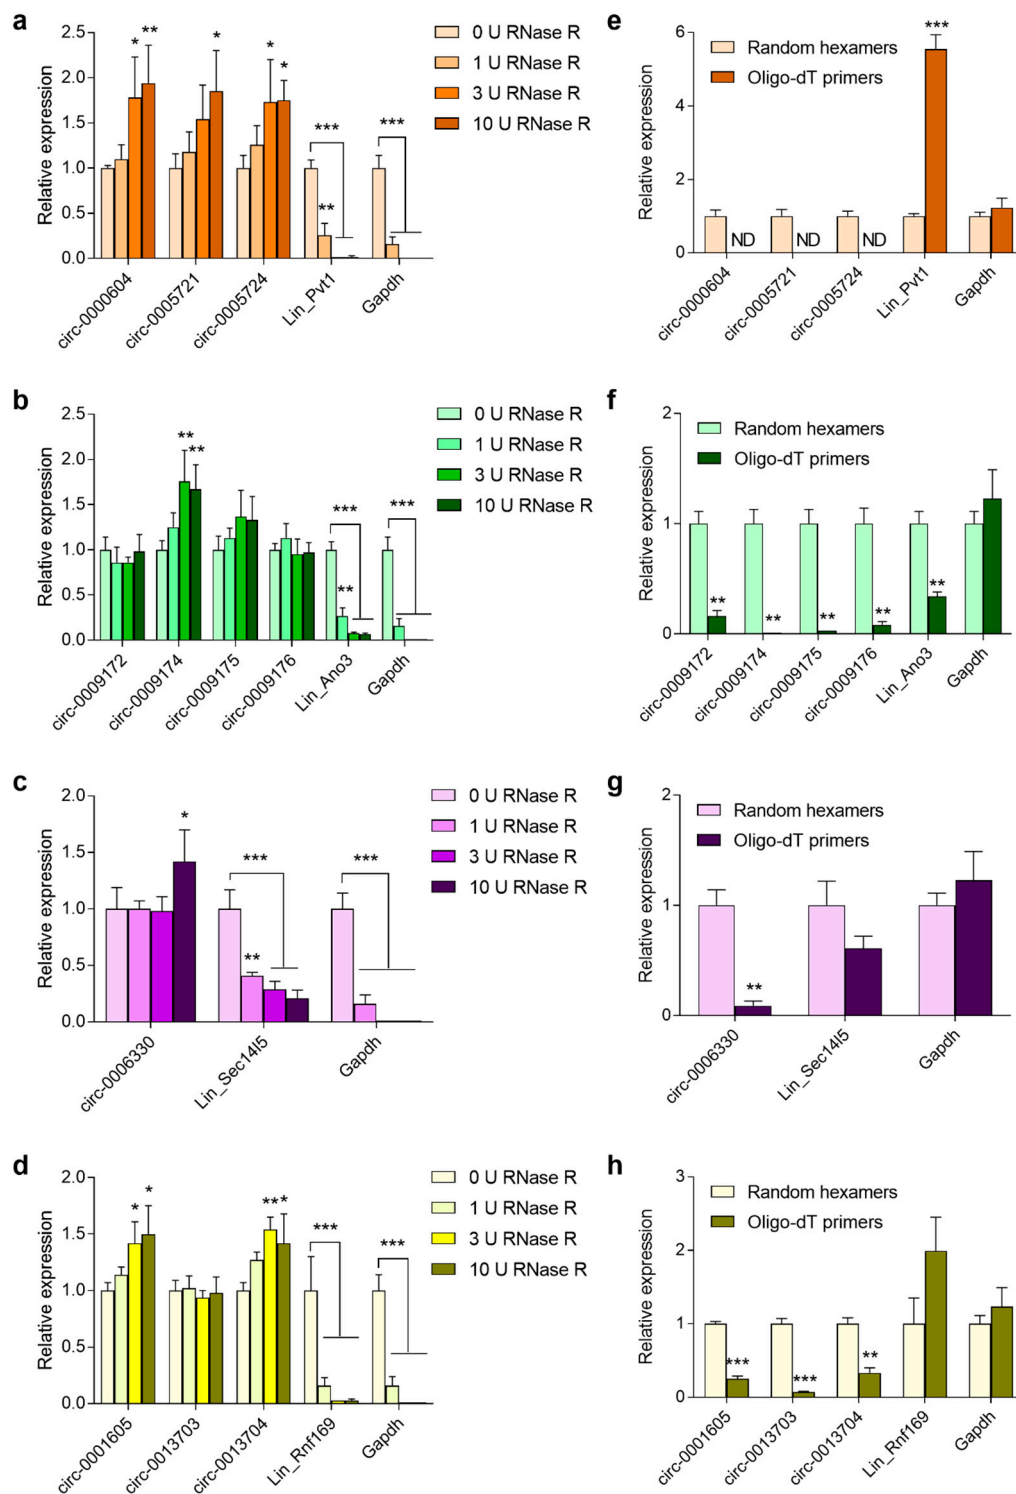 a
Relative expression
2.5
2.0
1.5
1.0
0.5
0.0
* ** * * * *** ** ***
0 U RNase R
1 U RNase R
3 U RNase R
10 U RNase R
circ-0000604
circ-0005721
circ-0005724
Lin_Pvt1
Gapdh
e
Relative expression
6
4
2
0
***
Random hexamers
Oligo-dT primers
ND ND ND
circ-0000604
circ-0005721
circ-0005724
Lin_Pvt1
Gapdh
b
Relative expression
2.5
2.0
1.5
1.0
0.5
0.0
** ** *** ** ***
0 U RNase R
1 U RNase R
3 U RNase R
10 U RNase R
circ-0009172
circ-0009174
circ-0009175
circ-0009176
Lin_Ano3
Gapdh
f
Relative expression
2
1
0
Random hexamers
Oligo-dT primers
** ** ** ** **
circ-0009172
circ-0009174
circ-0009175
circ-0009176
Lin_Ano3
Gapdh
c
Relative expression
2.0
1.5
1.0
0.5
0.0
* *** ** ***
0 U RNase R
1 U RNase R
3 U RNase R
10 U RNase R
circ-0006330
Lin_Sec14l5
Gapdh
g
Relative expression
2
1
0
Random hexamers
Oligo-dT primers
**
circ-0006330
Lin_Sec14l5
Gapdh
d
Relative expression
2.0
1.5
1.0
0.5
0.0
* * ** * *** ***
0 U RNase R
1 U RNase R
3 U RNase R
10 U RNase R
circ-0001605
circ-0013703
circ-0013704
Lin_Rnf169
Gapdh
h
Relative expression
3
2
1
0
Random hexamers
Oligo-dT primers
*** *** **
circ-0001605
circ-0013703
circ-0013704
Lin_Rnf169
Gapdh